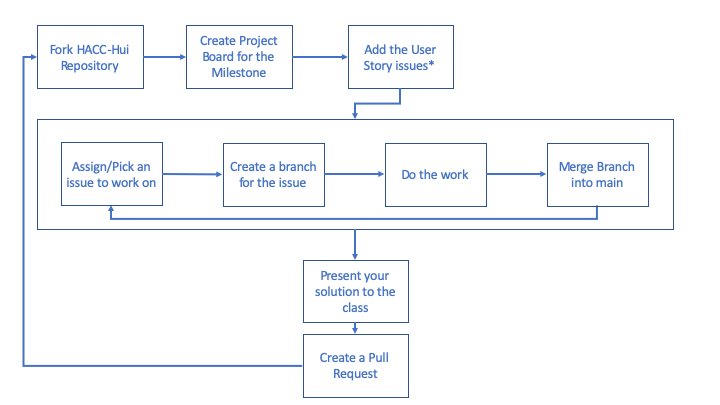 Fork HACC-Hui
Repository
Create Project
Board for the
Milestone
Add the User
Story issues*
Assign/Pick an
issue to work on
Create a branch
for the issue
Do the work
Merge Branch
into main
Present your
solution to the
class
Create a Pull
Request